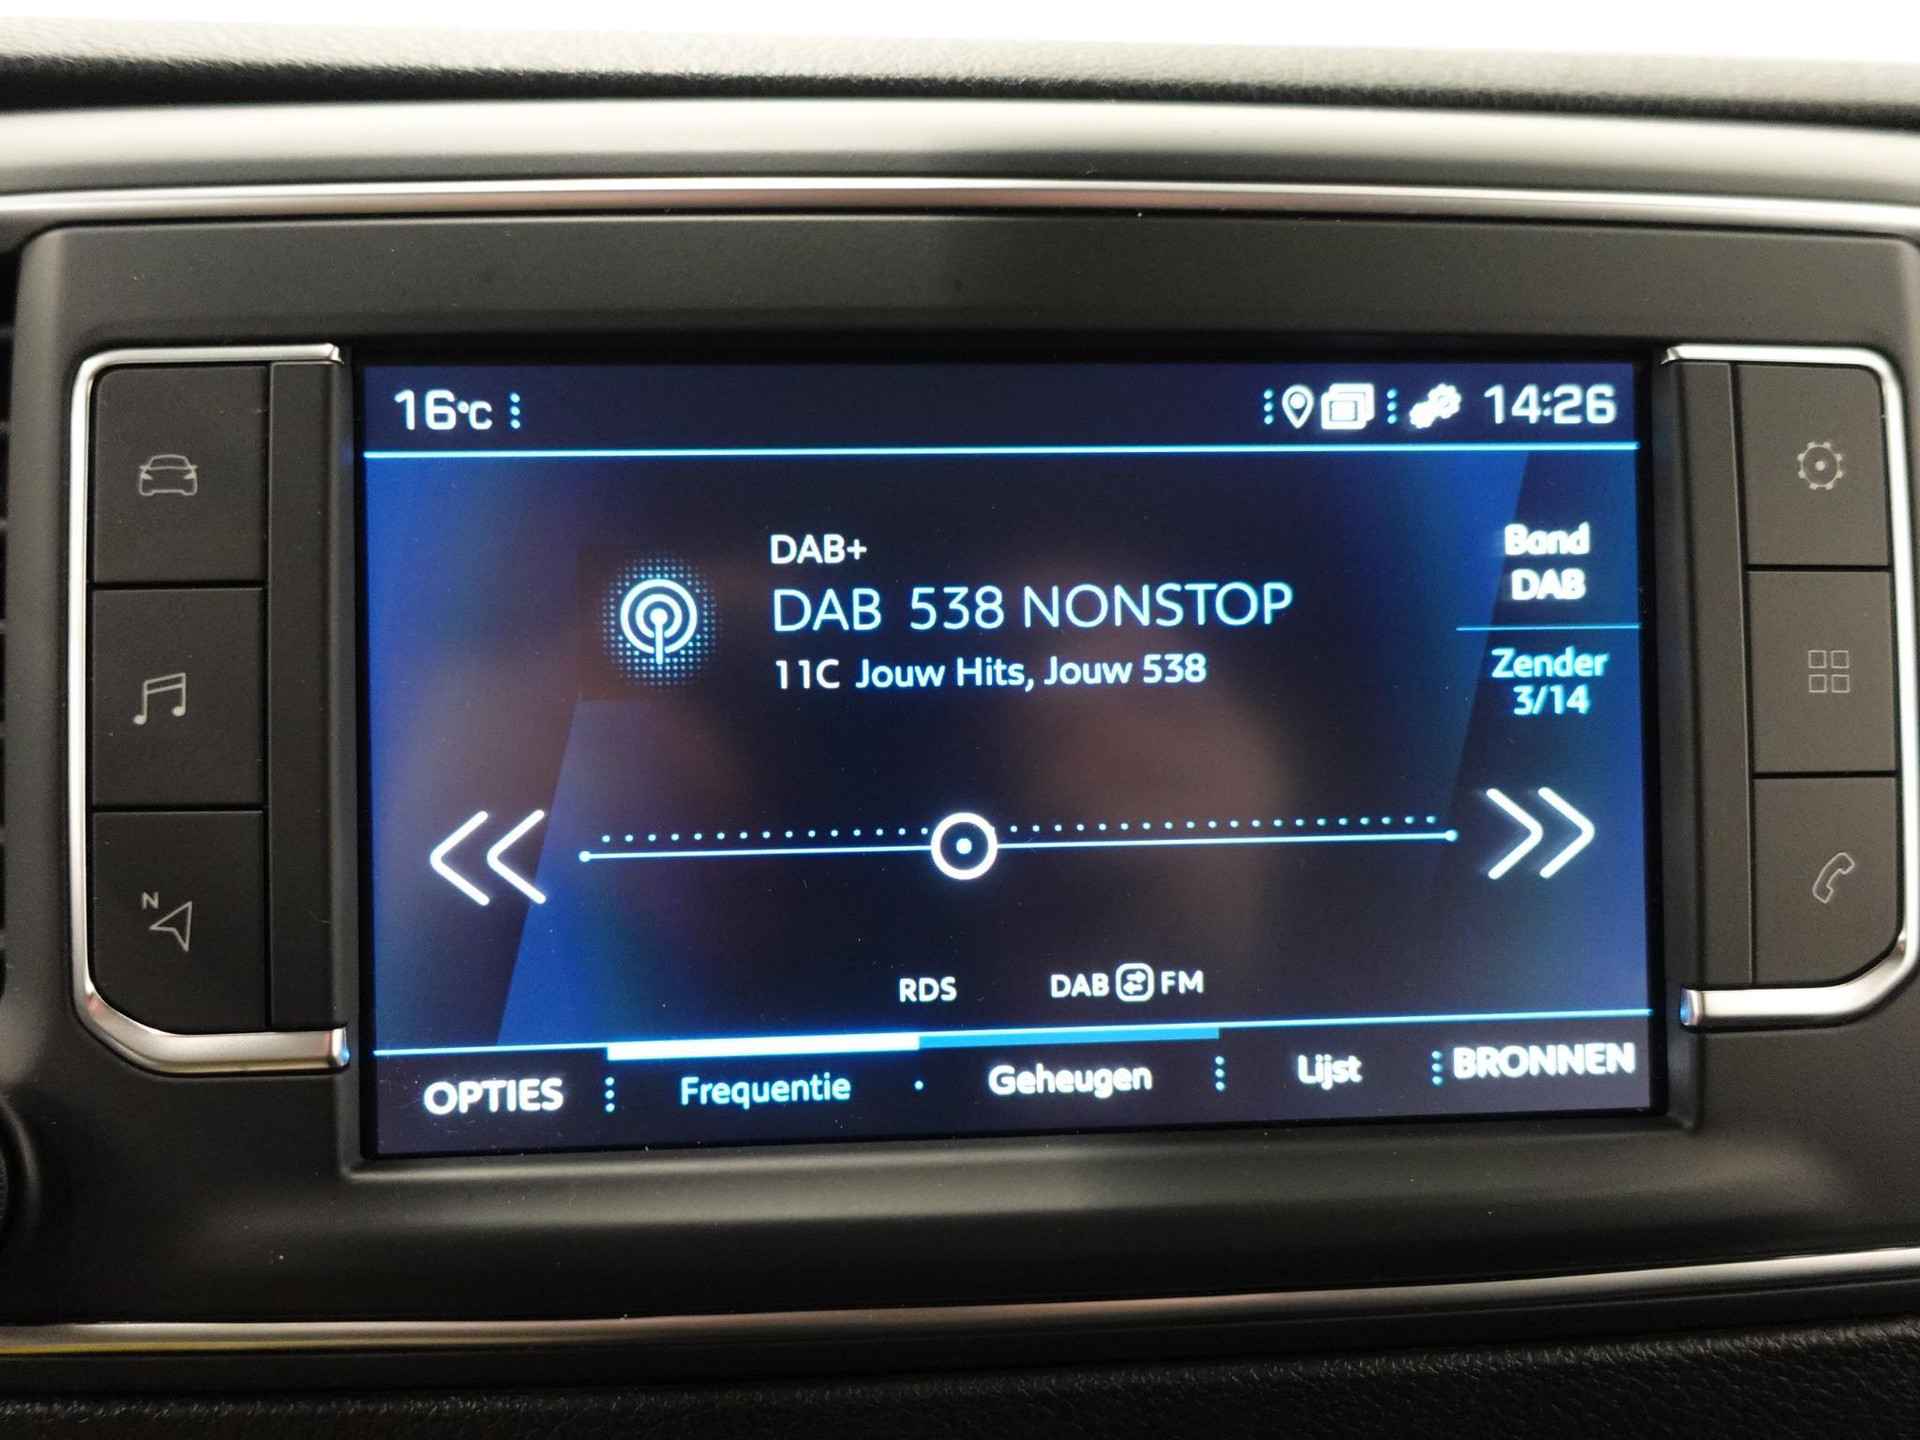 16°C
14:26
DAB+
DAB 538 NONSTOP
11C Jouw Hits, Jouw 538
Band
DAB
Zender
3/14
N
RDS
DAB FM
OPTIES
Frequentie
Geheugen
Lijst
BRONNEN